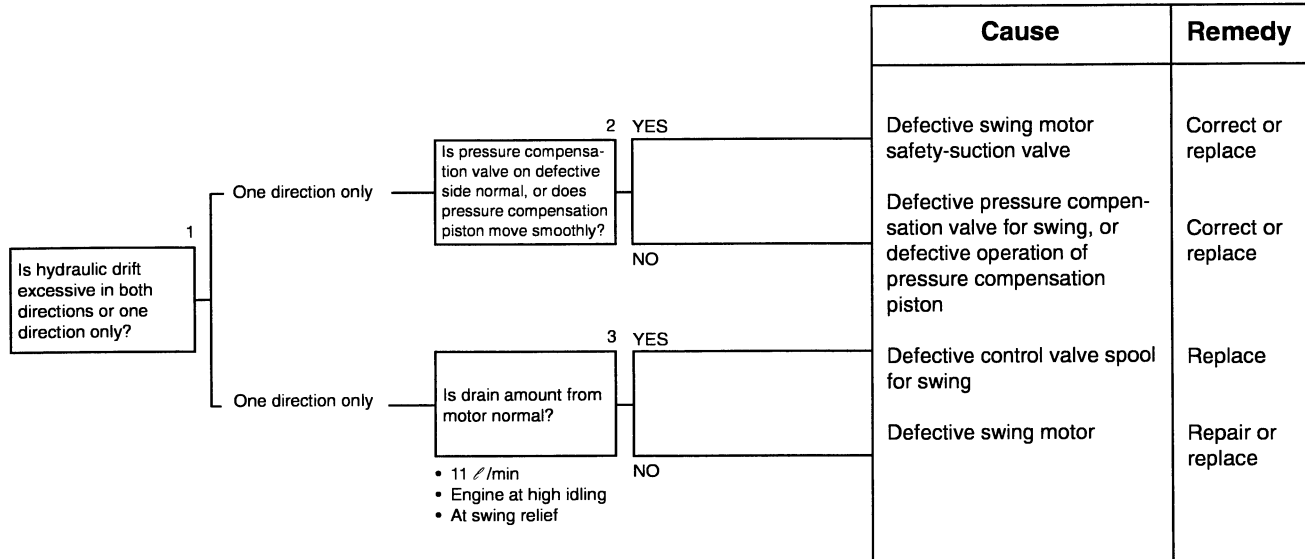 Cause
Remedy
1
Is hydraulic drift
excessive in both
directions or one
direction only?
One direction only
2
YES
Is pressure compensa-
tion valve on defective
side normal, or does
pressure compensation
piston move smoothly?
NO
Defective swing motor
safety-suction valve
Correct or
replace
Defective pressure compen-
sation valve for swing, or
defective operation of
pressure compensation
piston
Correct or
replace
One direction only
3
YES
Is drain amount from
motor normal?
NO
• 11 ℓ/min
• Engine at high idling
• At swing relief
Defective control valve spool
for swing
Replace
Defective swing motor
Repair or
replace